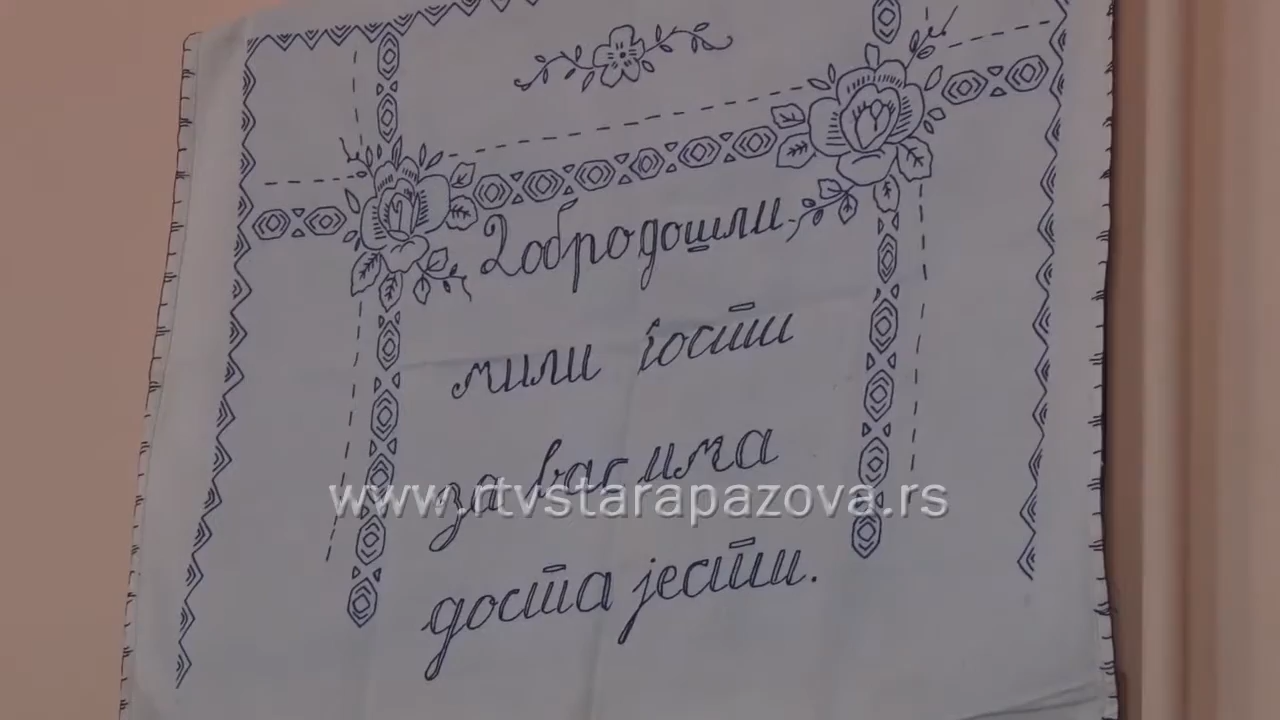 Добродошли,
мили гости
за вас има
www.rtvstarapazova.rs
доста јести.